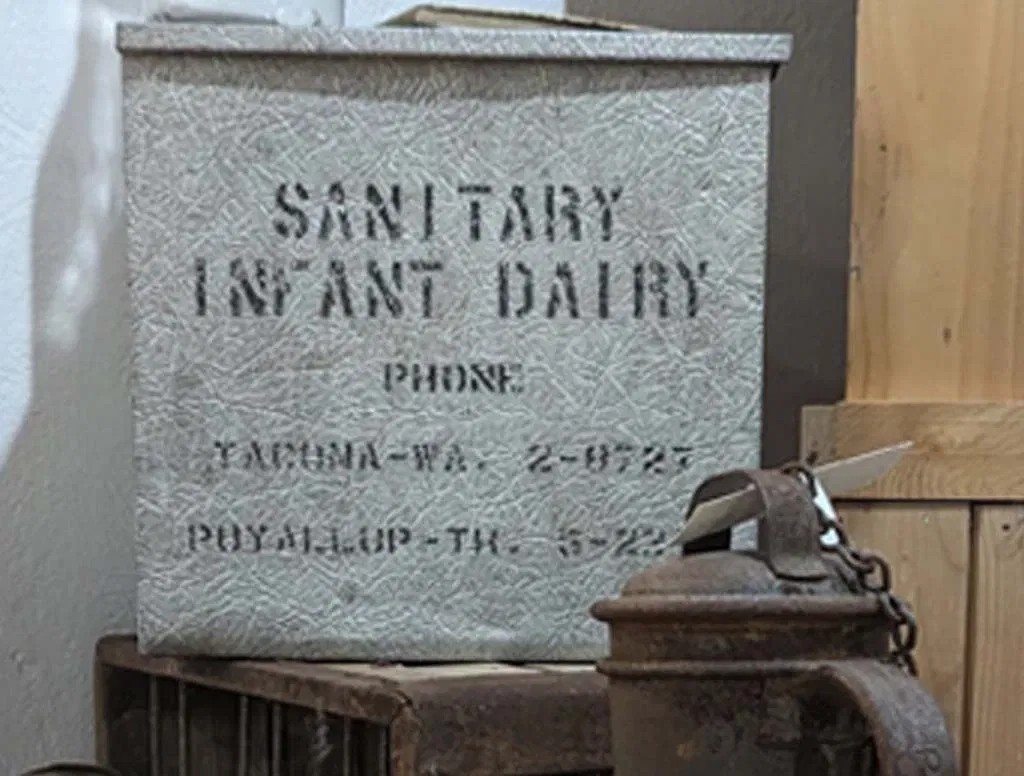 SANITARY
INFANT DAIRY
PHONE
TACOMA-WA. 2-8727
PUYALLUP-TH. 5-22